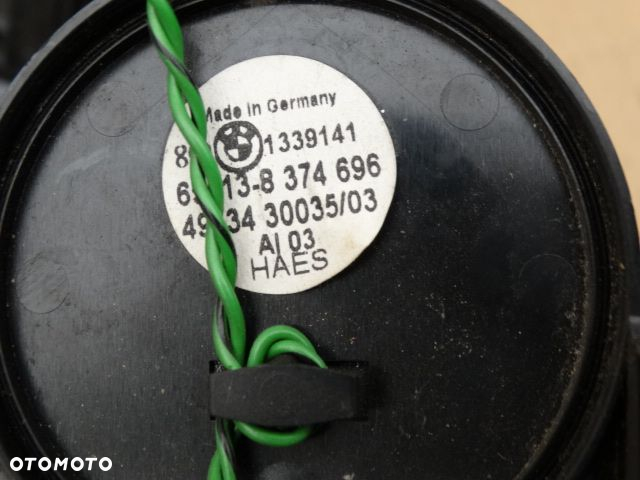 Made in Germany
1339141
13-8 374 696
34 30035/03
AI 03
HAES
OTOMOTO